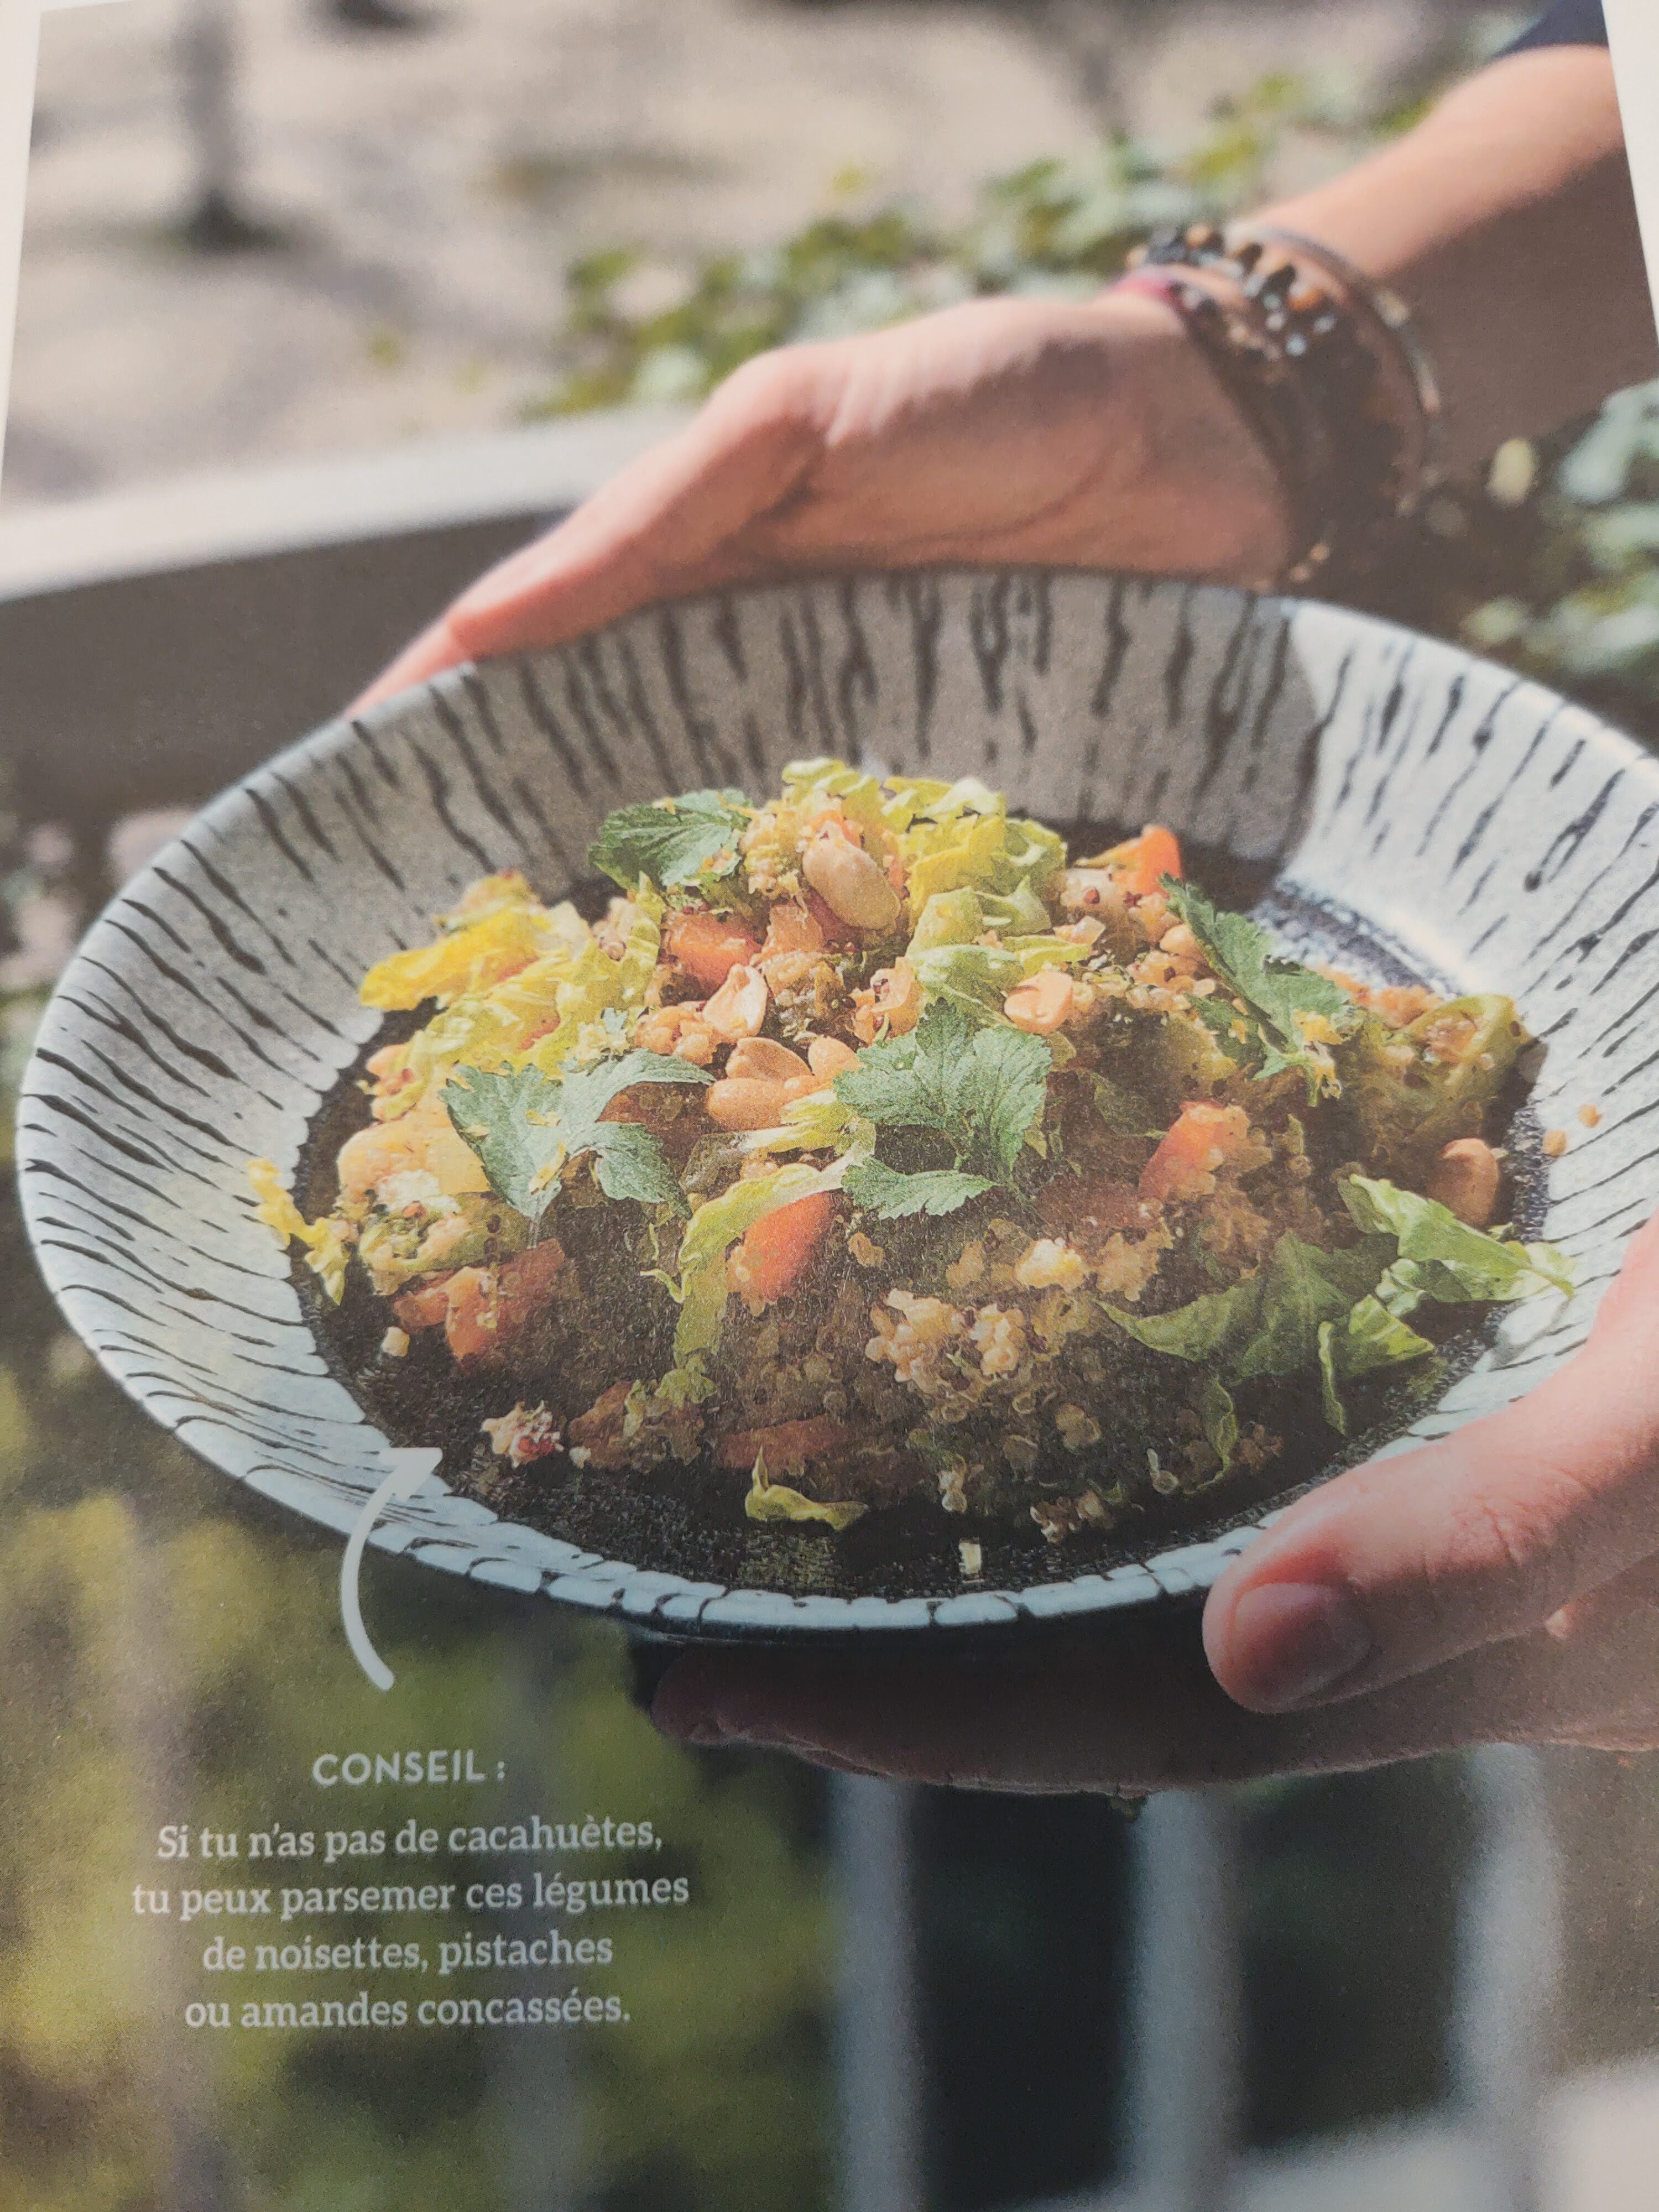 CONSEIL :
Si tu n'as pas de cacahuètes,
tu peux parsemer ces légumes
de noisettes, pistaches
ou amandes concassées.